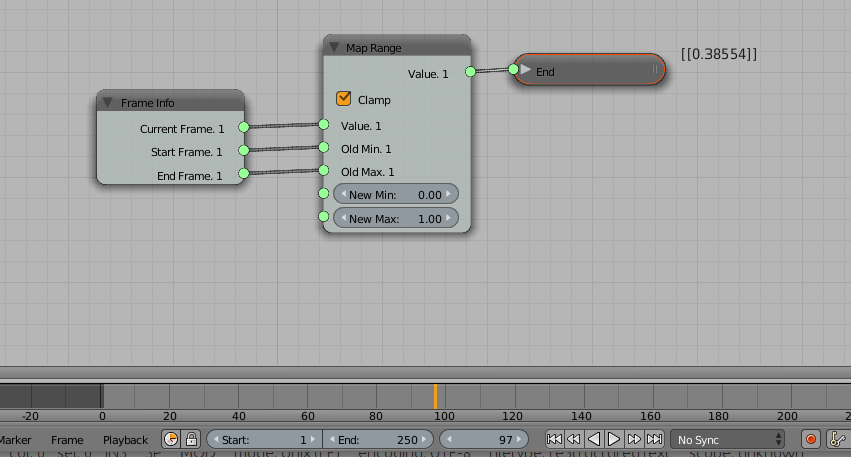 Map Range
Value. 1
End
[[0.38554]]
Clamp
Frame Info
Current Frame. 1
Value. 1
Start Frame. 1
Old Min. 1
End Frame. 1
Old Max. 1
New Min: 0.00
New Max: 1.00
-20 0 20 40 60 80 100 120 140 160 180 200
Marker Frame Playback Start: 1 End: 250 97 No Sync